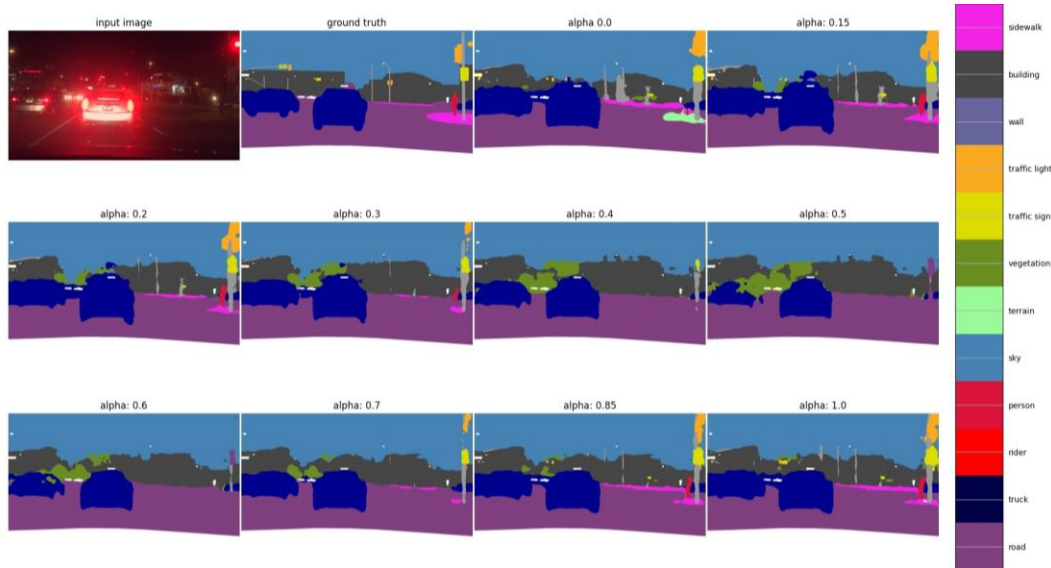 input image
ground truth
alpha 0.0
alpha: 0.15
alpha: 0.2
alpha: 0.3
alpha: 0.4
alpha: 0.5
alpha: 0.6
alpha: 0.7
alpha: 0.85
alpha: 1.0
sidewalk
building
wall
traffic light
traffic sign
vegetation
terrain
sky
person
rider
truck
road